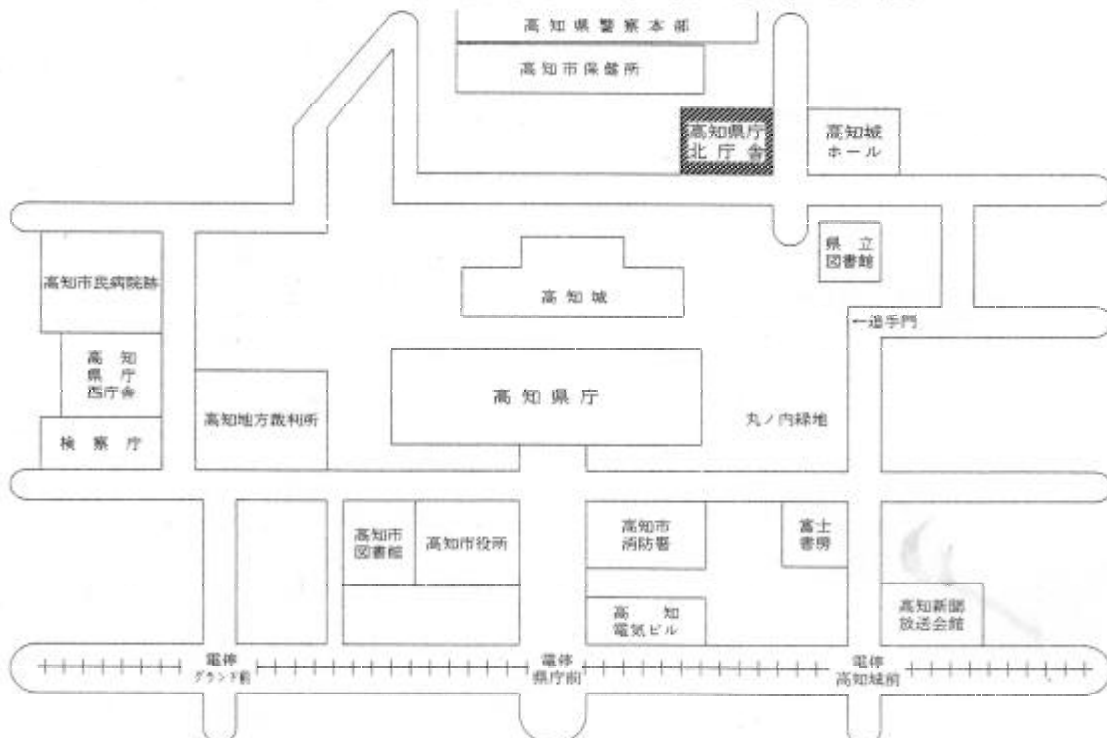 高知県警察本部
高知市保健所
高知県庁
北庁舎
高知城
ホール
県立
図書館
高知市民病院跡
高知城
←追手門
高知
県庁
西庁舎
高知県庁
高知地方裁判所
丸ノ内緑地
検察庁
高知市
図書館
高知市役所
高知市
消防署
富士
書房
高知
電気ビル
高知新聞
放送会館
電停
グランド前
電停
県庁前
電停
高知城前